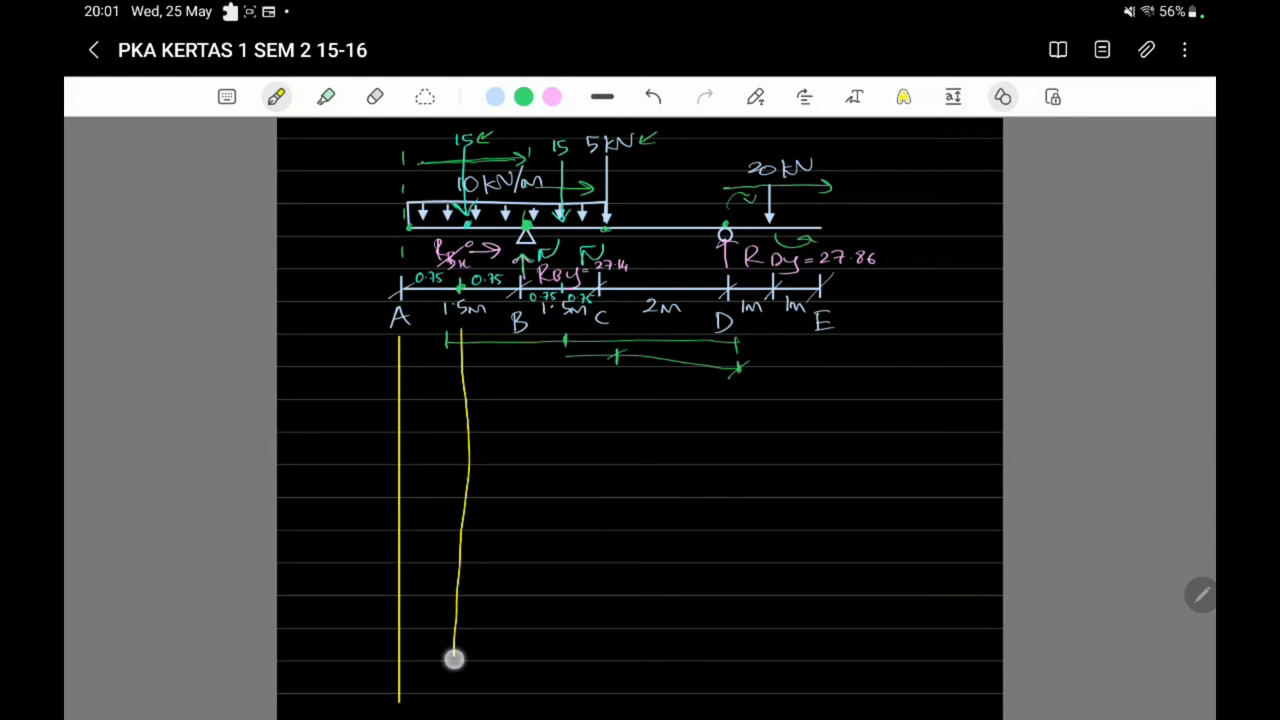 20:01 Wed, 25 May 56%
PKA KERTAS 1 SEM 2 15-16
15 15 5kN 20kN
10kN/m
RBx RBy=27.14 RDy=27.86
0.75 0.75 0.75 0.75
1.5m 1.5m 2m 1m 1m
A B C D E